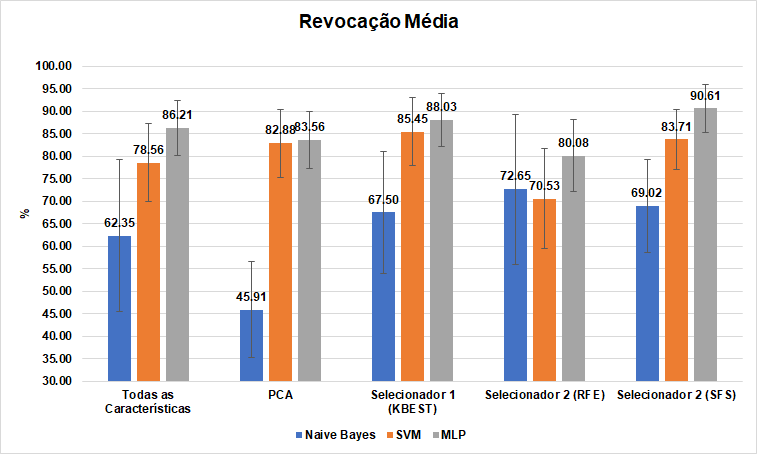 Revocação Média
100.00
95.00
90.00
85.00
80.00
75.00
70.00
65.00
60.00
55.00
50.00
45.00
40.00
35.00
30.00
%
62.35
78.56
86.21
45.91
82.88
83.56
67.50
85.45
88.03
72.65
70.53
80.08
69.02
83.71
90.61
Todas as
Características
PCA
Selecionador 1
(KBEST)
Selecionador 2 (RFE)
Selecionador 2 (SFS)
Naive Bayes
SVM
MLP